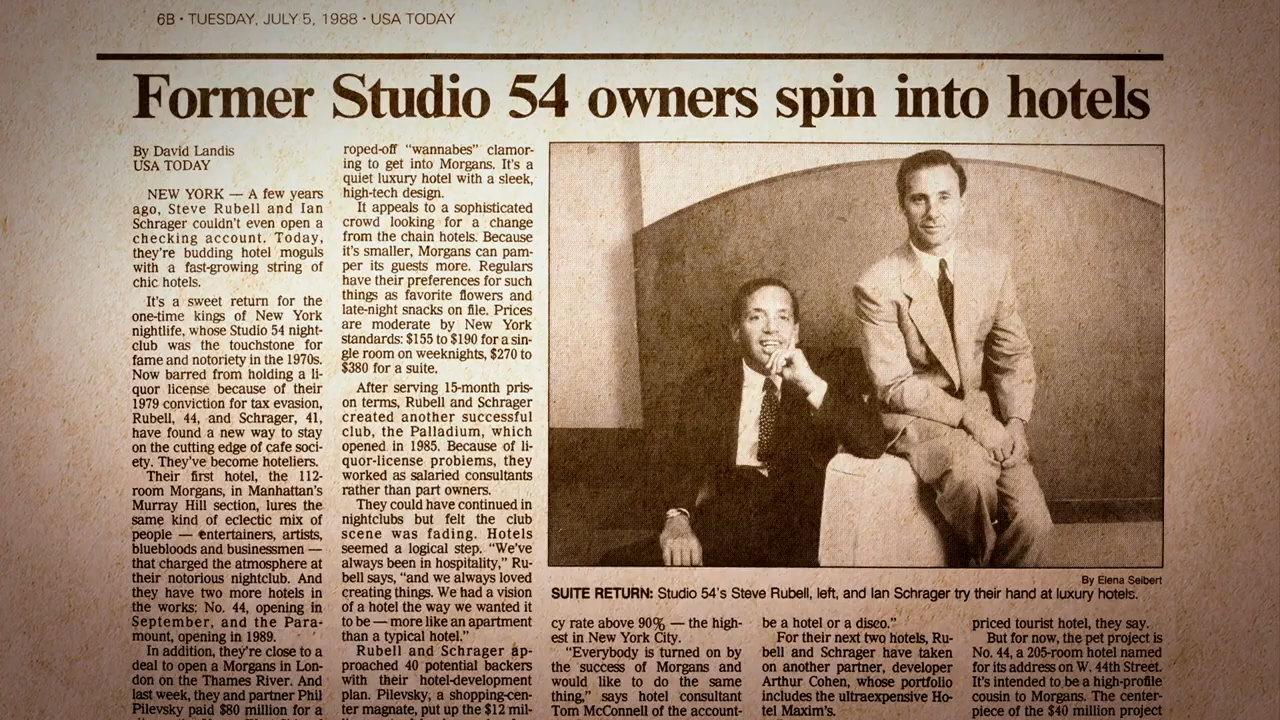 6B • TUESDAY, JULY 5, 1988 • USA TODAY
Former Studio 54 owners spin into hotels
By David Landis
USA TODAY
NEW YORK — A few years
ago, Steve Rubell and Ian
Schrager couldn't even open a
checking account. Today,
they're budding hotel moguls
with a fast-growing string of
chic hotels.
It's a sweet return for the
one-time kings of New York
nightlife, whose Studio 54 night-
club was the touchstone for
fame and notoriety in the 1970s.
Now barred from holding a li-
quor license because of their
1979 conviction for tax evasion,
Rubell, 44, and Schrager, 41,
have found a new way to stay
on the cutting edge of cafe soci-
ety. They've become hoteliers.
Their first hotel, the 112-
room Morgans, in Manhattan's
Murray Hill section, lures the
same kind of eclectic mix of
people — entertainers, artists,
bluebloods and businessmen —
that charged the atmosphere at
their notorious nightclub. And
they have two more hotels in
the works: No. 44, opening in
September, and the Para-
mount, opening in 1989.
In addition, they're close to a
deal to open a Morgans in Lon-
don on the Thames River. And
last week, they and partner Phil
Pilevsky paid $80 million for a
roped-off "wannabes" clamor-
ing to get into Morgans. It's a
quiet luxury hotel with a sleek,
high-tech design.
It appeals to a sophisticated
crowd looking for a change
from the chain hotels. Because
it's smaller, Morgans can pam-
per its guests more. Regulars
have their preferences for such
things as favorite flowers and
late-night snacks on file. Prices
are moderate by New York
standards: $155 to $190 for a sin-
gle room on weeknights, $270 to
$380 for a suite.
After serving 15-month pris-
on terms, Rubell and Schrager
created another successful
club, the Palladium, which
opened in 1985. Because of li-
quor-license problems, they
worked as salaried consultants
rather than part owners.
They could have continued in
nightclubs but felt the club
scene was fading. Hotels
seemed a logical step. "We've
always been in hospitality," Ru-
bell says, "and we always loved
creating things. We had a vision
of a hotel the way we wanted it
to be — more like an apartment
than a typical hotel."
Rubell and Schrager ap-
proached 40 potential backers
with their hotel-development
plan. Pilevsky, a shopping-cen-
ter magnate, put up the $12 mil-
By Elena Seibert
SUITE RETURN: Studio 54's Steve Rubell, left, and Ian Schrager try their hand at luxury hotels.
cy rate above 90% — the high-
est in New York City.
"Everybody is turned on by
the success of Morgans and
would like to do the same
thing," says hotel consultant
Tom McConnell of the account-
be a hotel or a disco."
For their next two hotels, Ru-
bell and Schrager have taken
on another partner, developer
Arthur Cohen, whose portfolio
includes the ultraexpensive Ho-
tel Maxim's.
priced tourist hotel, they say.
But for now, the pet project is
No. 44, a 205-room hotel named
for its address on W. 44th Street.
It's intended to be a high-profile
cousin to Morgans. The center-
piece of the $40 million project